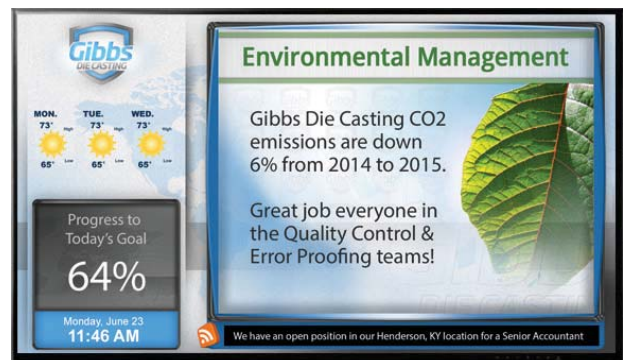 Gibbs
DIE CASTING
MON. TUE. WED.
73° High 73° High 73° High
65° Low 65° Low 65° Low
Progress to
Today's Goal
64%
Monday, June 23
11:46 AM
Environmental Management
Gibbs Die Casting CO2
emissions are down
6% from 2014 to 2015.
Great job everyone in
the Quality Control &
Error Proofing teams!
We have an open position in our Henderson, KY location for a Senior Accountant